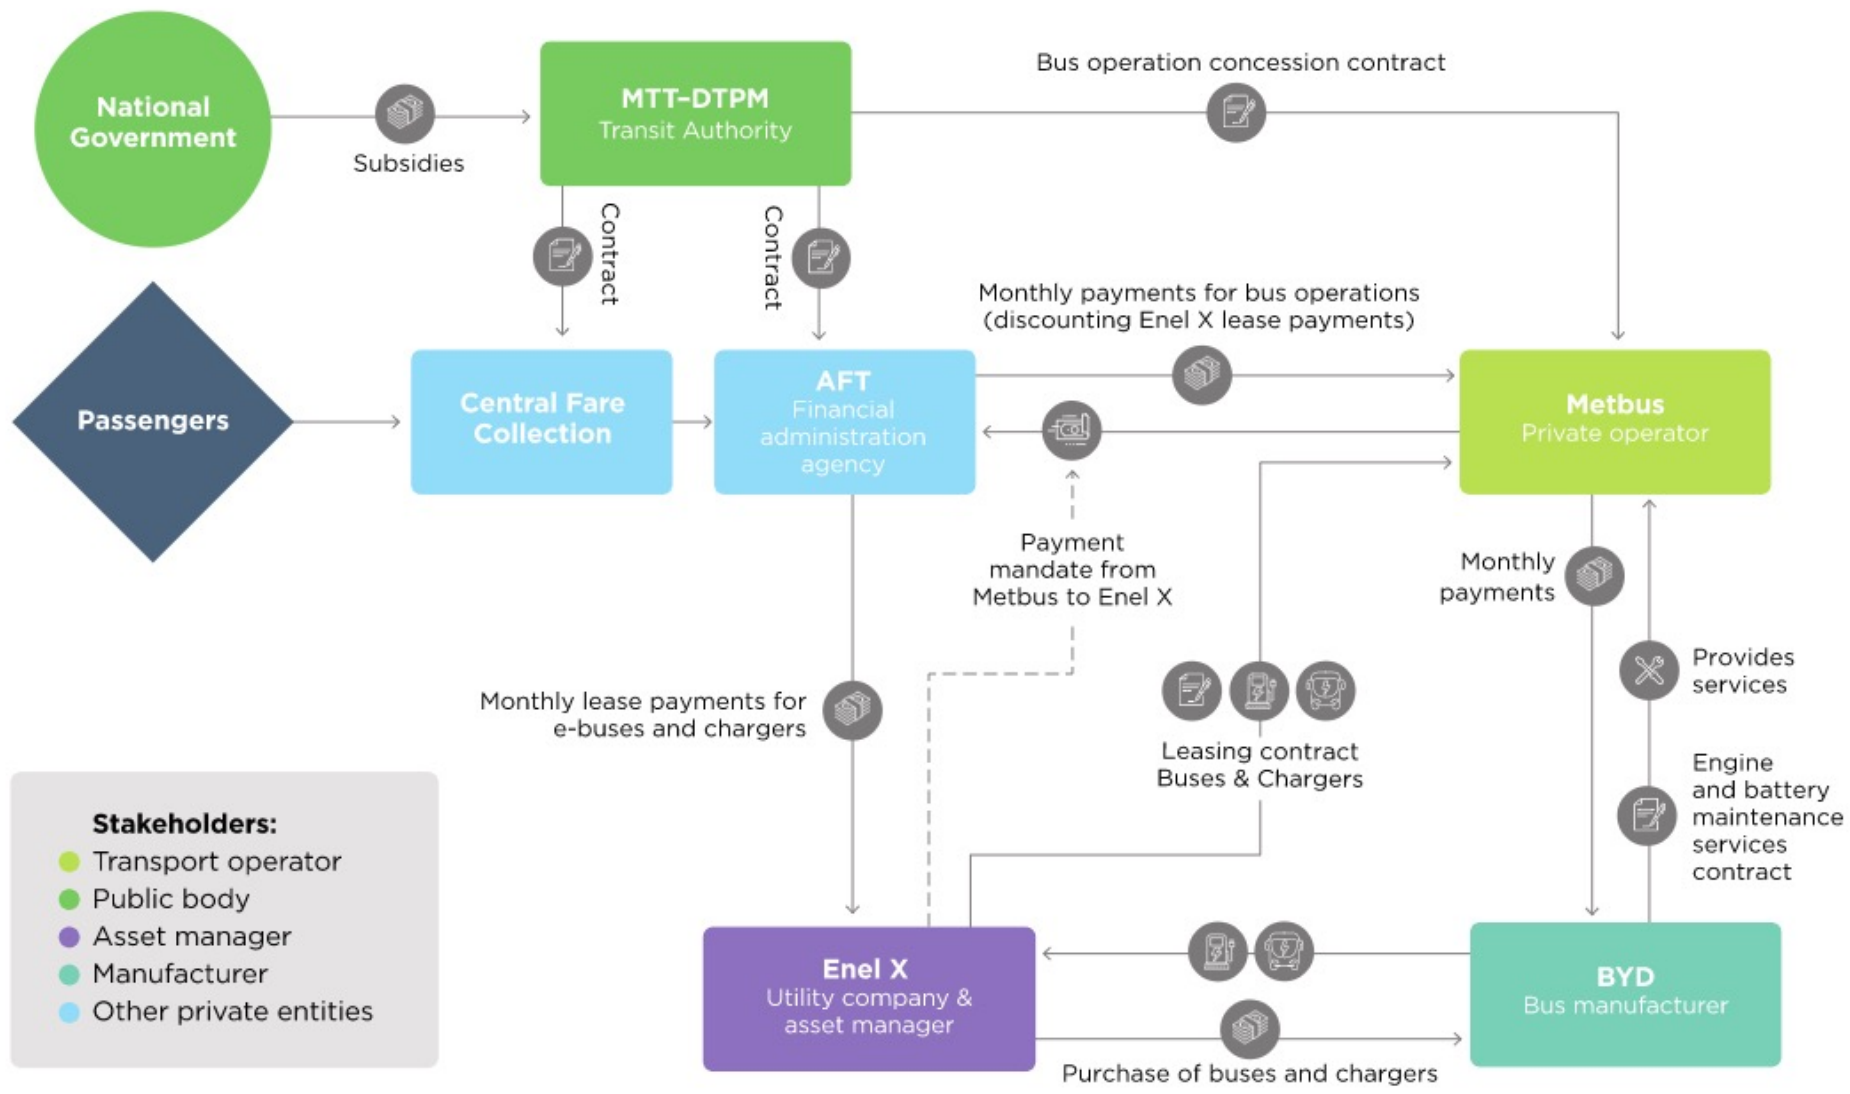 National
Government
Subsidies
MTT–DTPM
Transit Authority
Bus operation concession contract
Contract
Contract
Monthly payments for bus operations
(discounting Enel X lease payments)
Passengers
Central Fare
Collection
AFT
Financial
administration
agency
Metbus
Private operator
Payment
mandate from
Metbus to Enel X
Monthly
payments
Provides
services
Monthly lease payments for
e-buses and chargers
Leasing contract
Buses & Chargers
Engine
and battery
maintenance
services
contract
Stakeholders:
Transport operator
Public body
Asset manager
Manufacturer
Other private entities
Enel X
Utility company &
asset manager
BYD
Bus manufacturer
Purchase of buses and chargers